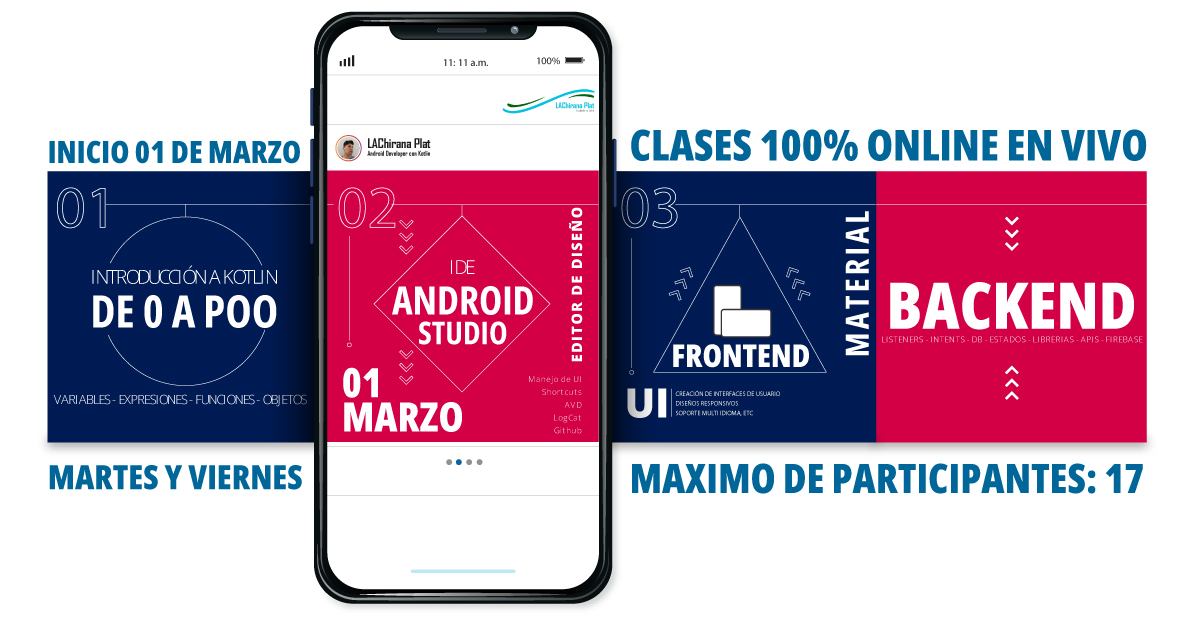 11: 11 a.m.
100%
LAChirana Plat
LAChirana Plat
Android Developer con Kotlin
INICIO 01 DE MARZO
CLASES 100% ONLINE EN VIVO
01
INTRODUCCIÓN A KOTLIN
DE 0 A POO
VARIABLES - EXPRESIONES - FUNCIONES - OBJETOS
02
IDE
ANDROID
STUDIO
EDITOR DE DISEÑO
01
MARZO
Manejo de UI
Shortcuts
AVD
LogCat
Github
03
MATERIAL
FRONTEND
UI
CREACIÓN DE INTERFACES DE USUARIO
DISEÑOS RESPONSIVOS
SOPORTE MULTI IDIOMA, ETC
BACKEND
LISTENERS - INTENTS - DB - ESTADOS - LIBRERIAS - APIS - FIREBASE
MARTES Y VIERNES
MAXIMO DE PARTICIPANTES: 17